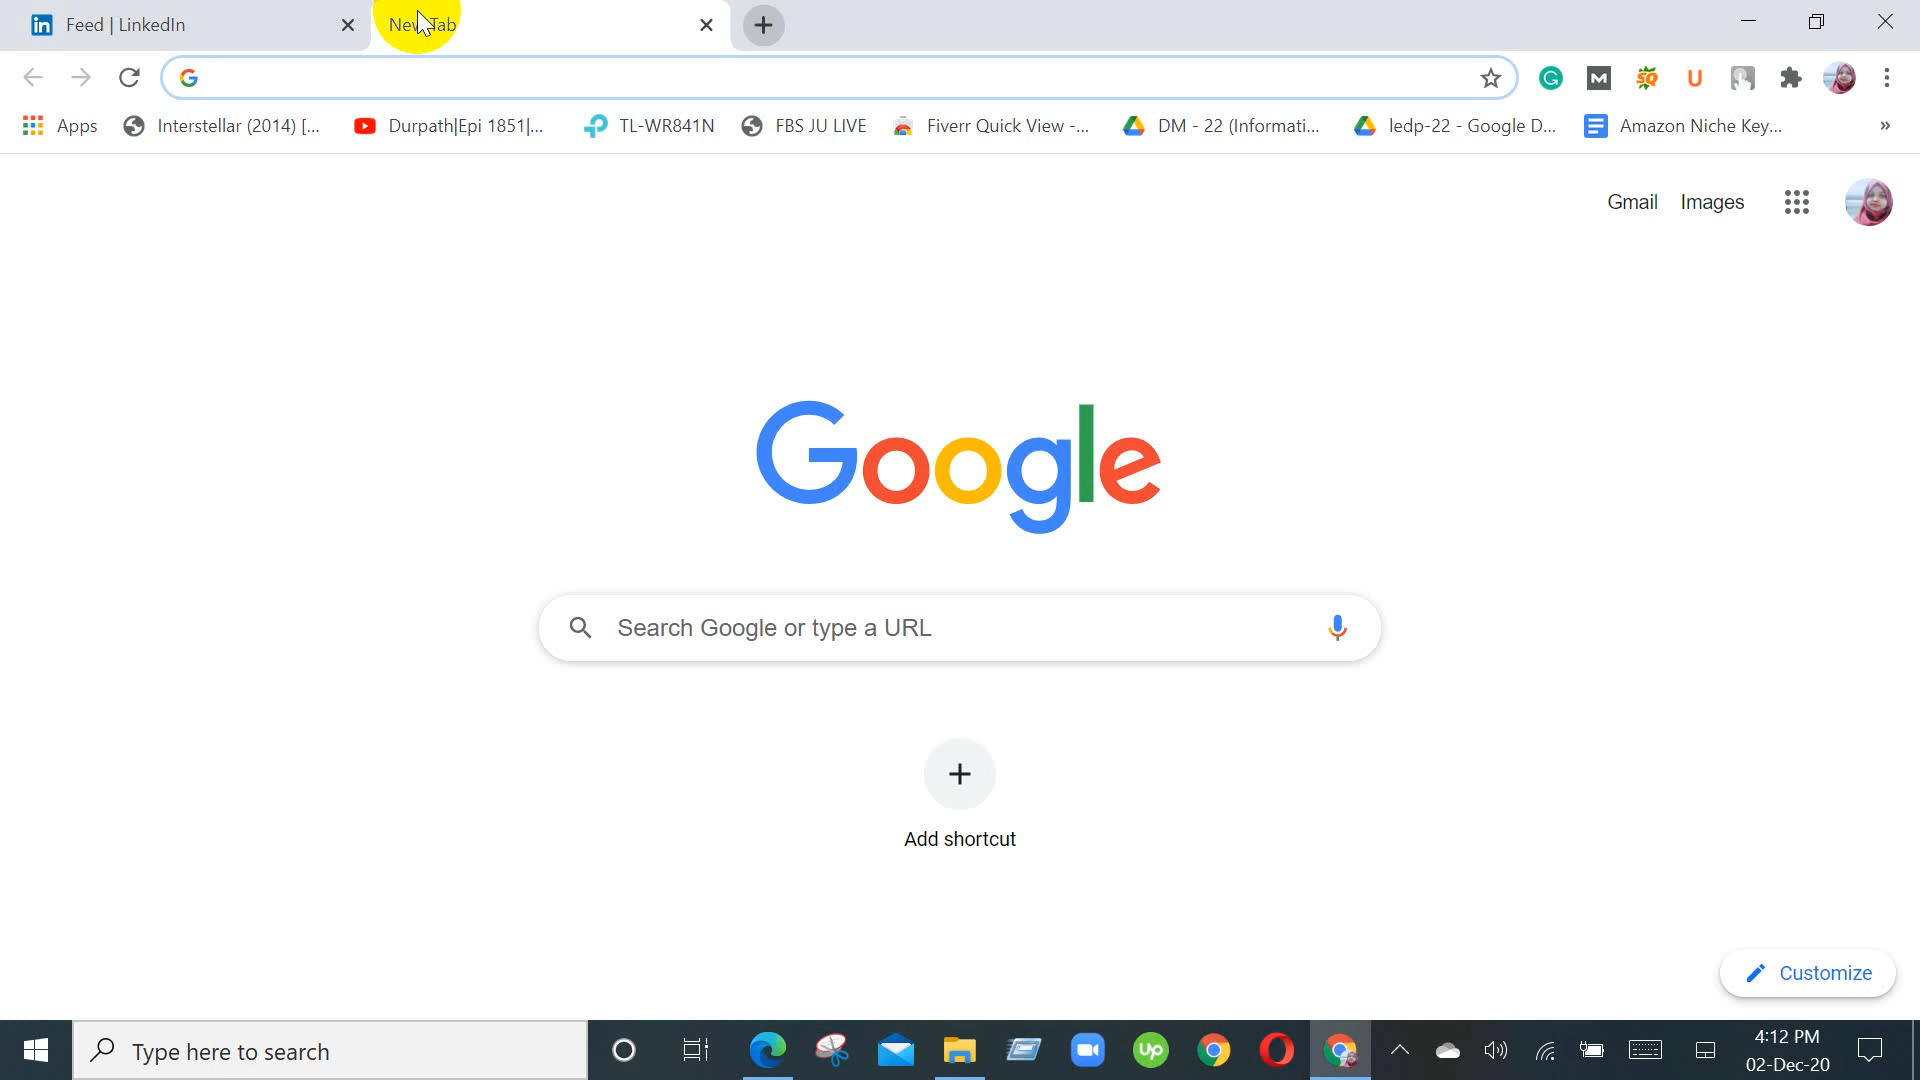 Feed | LinkedIn
New Tab
Apps
Interstellar (2014) [...
Durpath|Epi 1851|...
TL-WR841N
FBS JU LIVE
Fiverr Quick View -...
DM - 22 (Informati...
ledp-22 - Google D...
Amazon Niche Key...
»
Gmail Images
Google
Search Google or type a URL
Add shortcut
Customize
Type here to search
4:12 PM
02-Dec-20